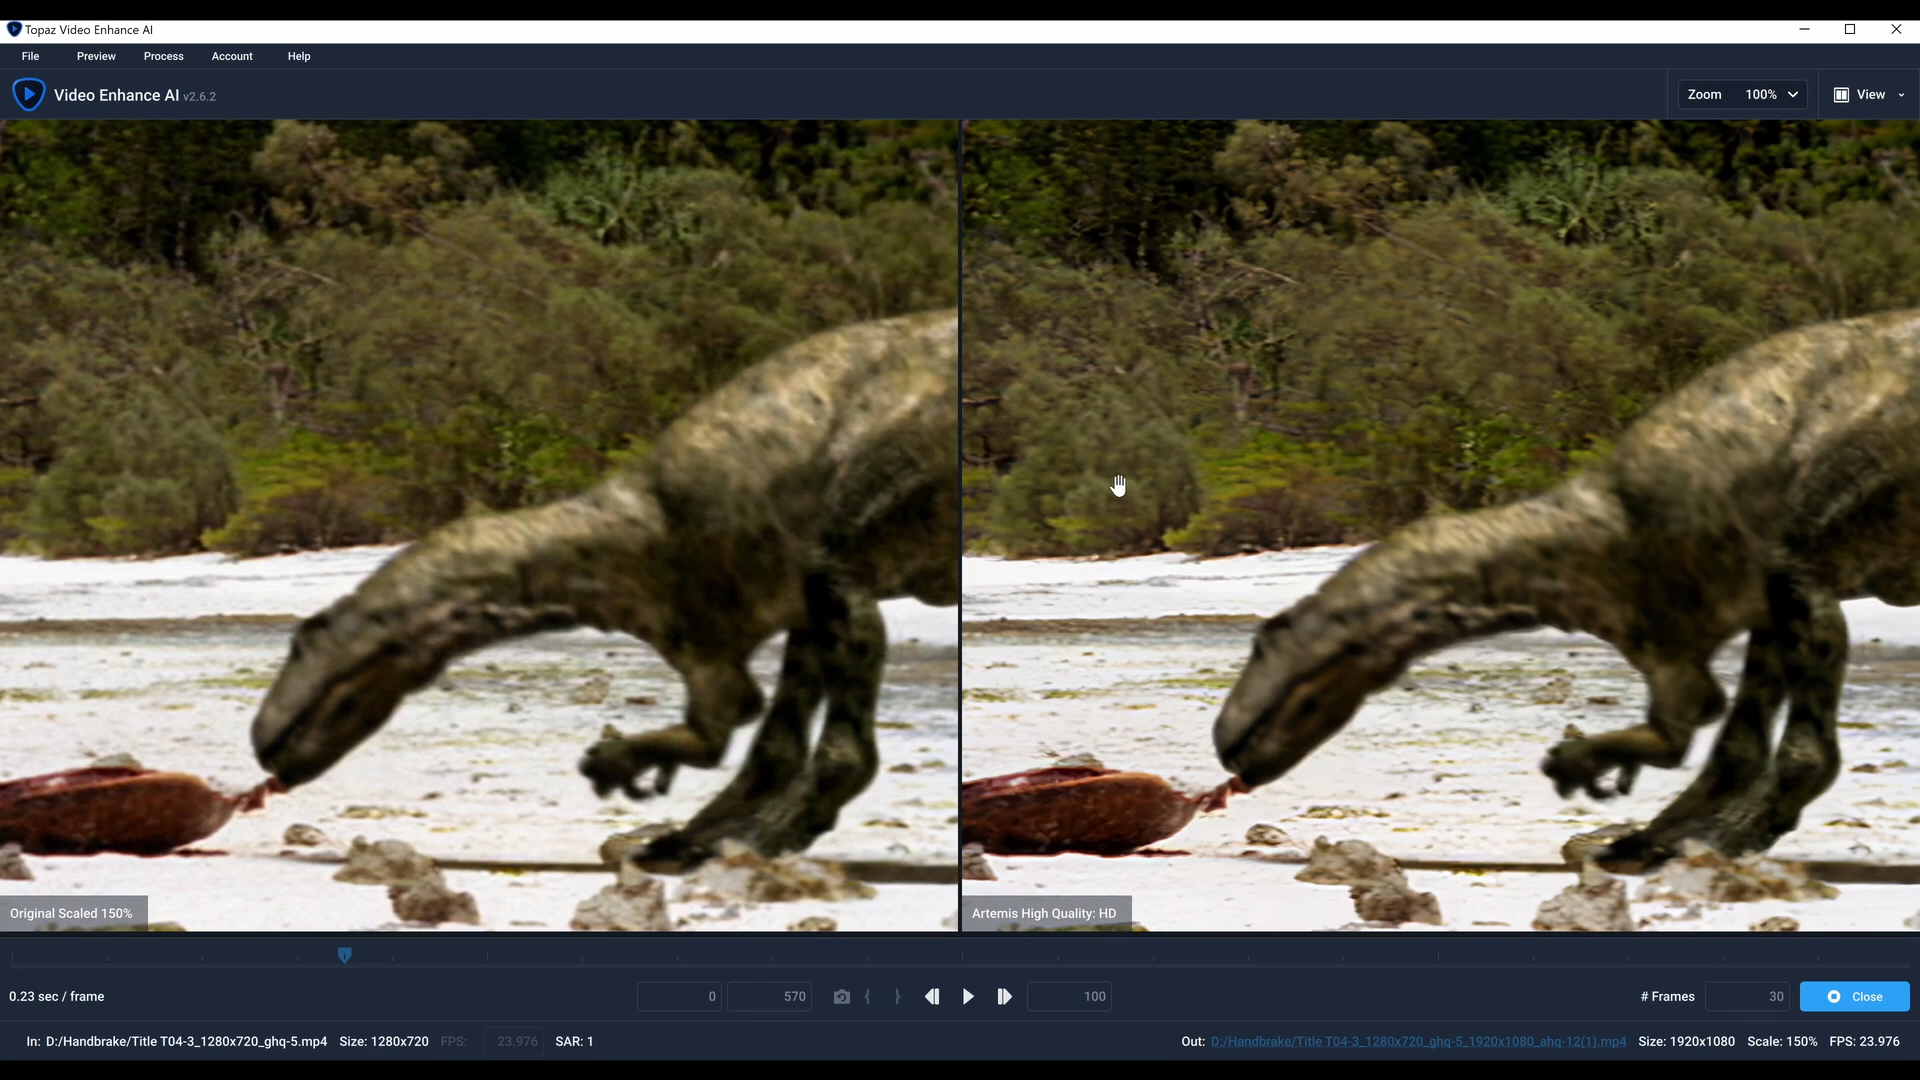 Topaz Video Enhance AI
File Preview Process Account Help
Video Enhance AI v2.6.2
Zoom 100% View
Original Scaled 150%
Artemis High Quality: HD
0.23 sec / frame
0 570 { } 100
# Frames 30 Close
In: D:/Handbrake/Title T04-3_1280x720_ghq-5.mp4 Size: 1280x720 FPS: 23.976 SAR: 1
Out: D:/Handbrake/Title T04-3_1280x720_ghq-5_1920x1080_ahq-12(1).mp4 Size: 1920x1080 Scale: 150% FPS: 23.976